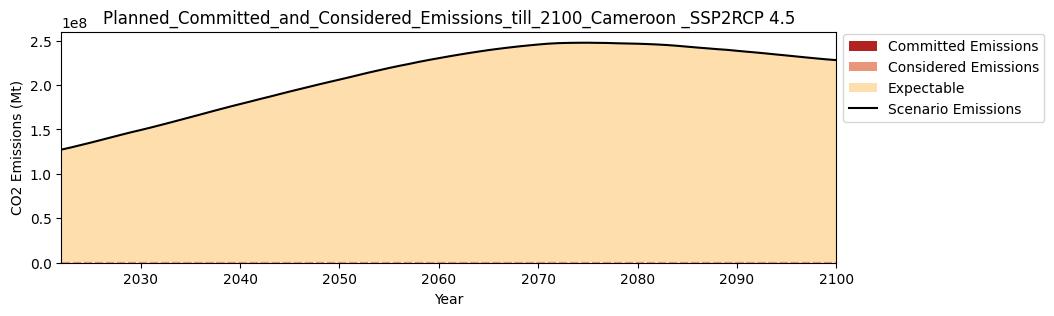 Planned_Committed_and_Considered_Emissions_till_2100_Cameroon _SSP2RCP 4.5
1e8
2.5
2.0
1.5
1.0
0.5
0.0
CO2 Emissions (Mt)
2030 2040 2050 2060 2070 2080 2090 2100
Year
Committed Emissions
Considered Emissions
Expectable
Scenario Emissions